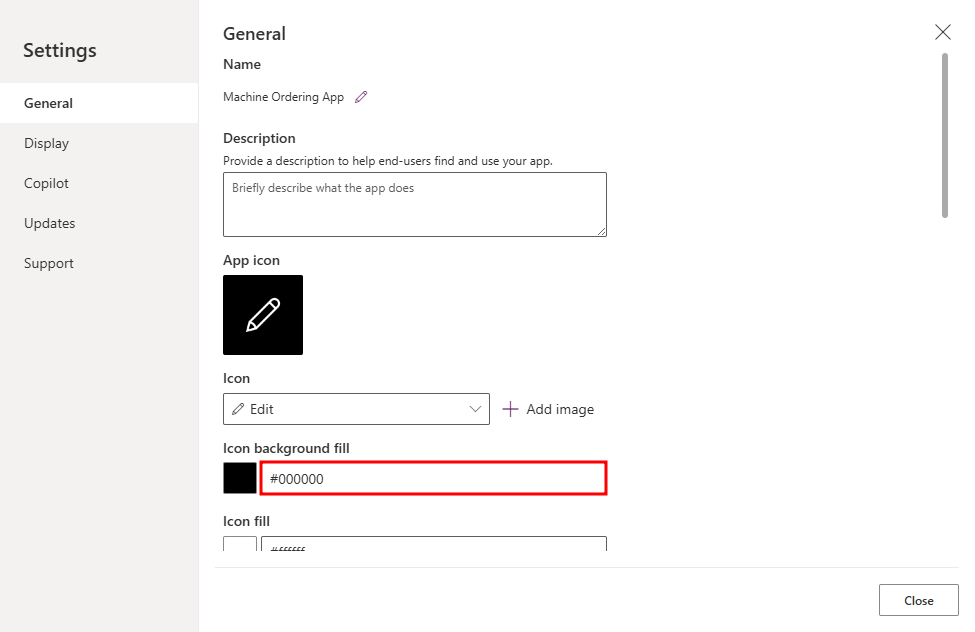 Settings
General
Display
Copilot
Updates
Support
General
Name
Machine Ordering App
Description
Provide a description to help end-users find and use your app.
Briefly describe what the app does
App icon
Icon
Edit
Add image
Icon background fill
#000000
Icon fill
#ffffff
Close